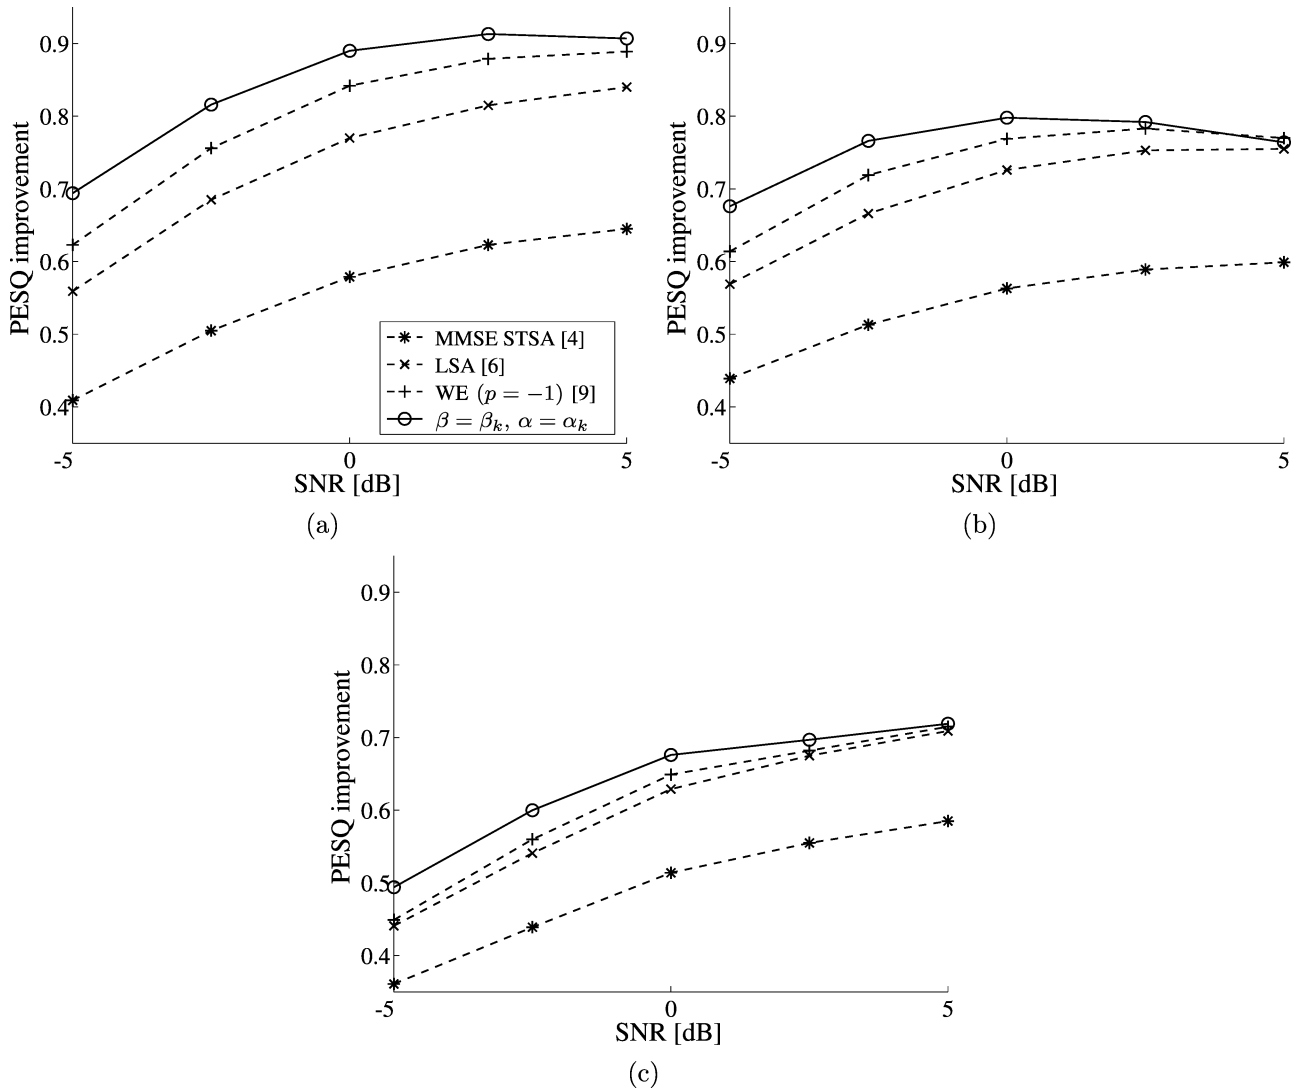 0.9
0.8
0.7
0.6
0.5
0.4
PESQ improvement
-5 0 5
SNR [dB]
MMSE STSA [4]
LSA [6]
WE (p = −1) [9]
β = βk, α = αk
(a)
0.9
0.8
0.7
0.6
0.5
0.4
PESQ improvement
-5 0 5
SNR [dB]
(b)
0.9
0.8
0.7
0.6
0.5
0.4
PESQ improvement
-5 0 5
SNR [dB]
(c)